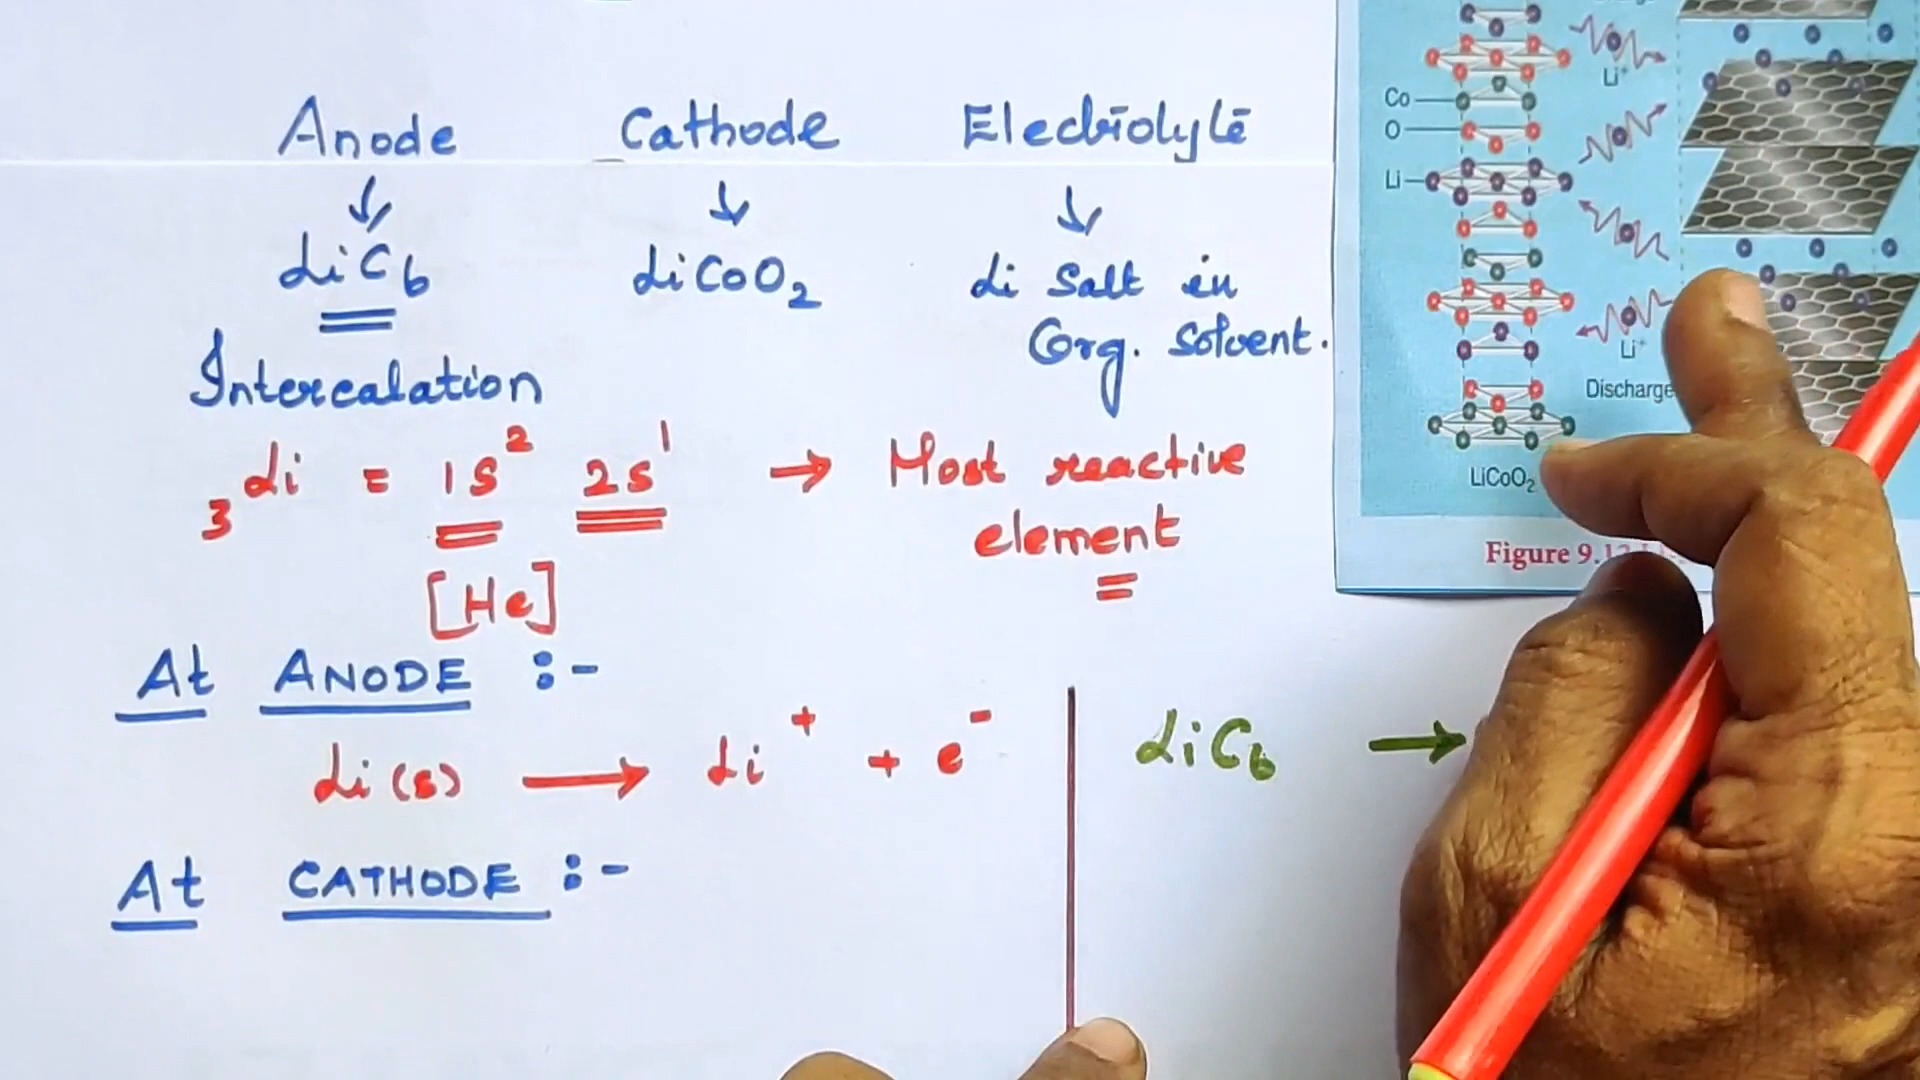 Anode Cathode Electrolyte
↓ ↓ ↓
LiC6 LiCoO2 Li Salt in
Org. Solvent.
Intercalation
3Li = 1s² 2s¹ → Most reactive
element
[He]
At ANODE :-
Li(s) → Li⁺ + e⁻
LiC6 →
At CATHODE :-
Li⁺
Co
O
Li
Li⁺
Discharge
LiCoO2
Figure 9.